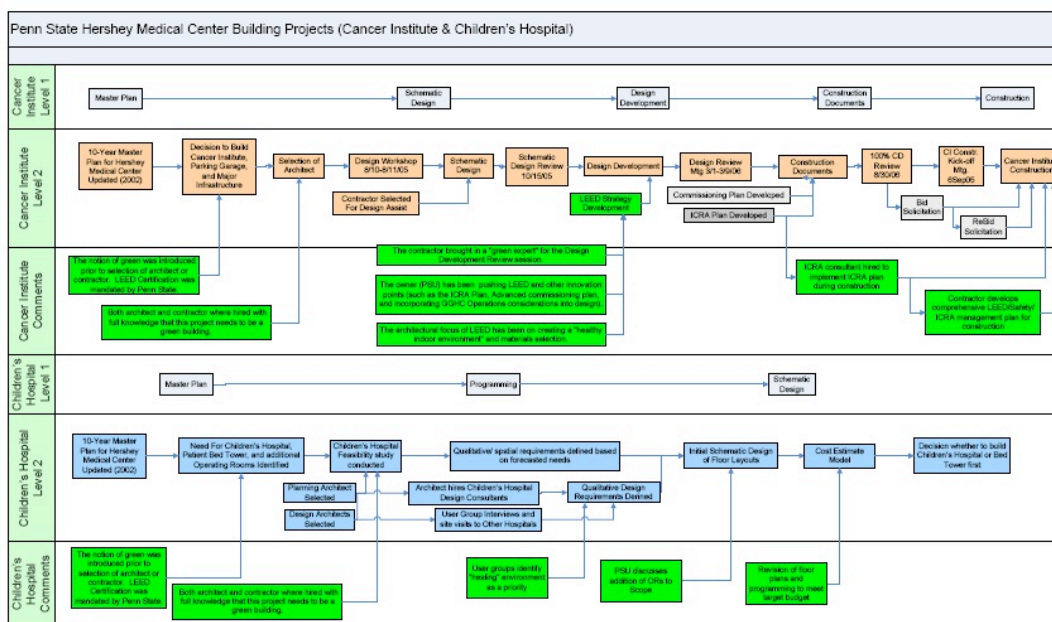 Penn State Hershey Medical Center Building Projects (Cancer Institute & Children's Hospital)
Cancer
Institute
Level 1
Master Plan
Schematic
Design
Design
Development
Construction
Documents
Construction
Cancer Institute
Level 2
10-Year Master
Plan for Hershey
Medical Center
Updated (2002)
Decision to Build
Cancer Institute,
Parking Garage,
and Major
Infrastructure
Selection of
Architect
Design Workshop
8/10-8/11/05
Schematic
Design
Schematic
Design Review
10/15/05
Design Development
Design Review
Mtg 3/1-3/9/06
Construction
Documents
100% CD
Review
8/30/06
CI Constr.
Kick-off
Mtg.
6Sep06
Cancer Institute
Construction
Contractor Selected
For Design Assist
LEED Strategy
Development
Commissioning Plan Developed
ICRA Plan Developed
Bid
Solicitation
ReBid
Solicitation
Cancer Institute
Comments
The notion of green was
introduced prior to
selection of architect or
contractor. LEED
Certification was
mandated by Penn State.
Both architect and contractor where hired with
full knowledge that this project needs to be a
green building.
The contractor brought in a "green expert" for the Design
Development Review session.
The owner (PSU) has been pushing LEED and other innovation
points (such as the ICRA Plan, Advanced commissioning plan,
and incorporating GGHC Operations considerations into design).
The architectural focus of LEED has been on creating a "healthy
indoor environment" and materials selection.
ICRA consultant hired to
implement ICRA plan
during construction
Contractor develops
comprehensive LEED/Safety/
ICRA management plan for
construction
Children's
Hospital
Level 1
Master Plan
Programming
Schematic
Design
Children's Hospital
Level 2
10-Year Master
Plan for Hershey
Medical Center
Updated (2002)
Need For Children's Hospital,
Patient Bed Tower, and additional
Operating Rooms Identified
Children's Hospital
Feasibility study
conducted
Qualitative/ spatial requirements defined based
on forecasted needs
Initial Schematic Design
of Floor Layouts
Cost Estimate
Model
Decision whether to build
Children's Hospital or Bed
Tower first
Planning Architect
Selected
Architect hires Children's Hospital
Design Consultants
Qualitative Design
Requirements Derived
Design Architects
Selected
User Group Interviews and
site visits to Other Hospitals
Children's
Hospital
Comments
The notion of green was
introduced prior to
selection of architect or
contractor. LEED
Certification was
mandated by Penn State.
Both architect and contractor where hired with
full knowledge that this project needs to be a
green building.
User groups identify
"healing" environment
as a priority
PSU discusses
addition of ORs to
Scope
Revision of floor
plans and
programming to meet
target budget